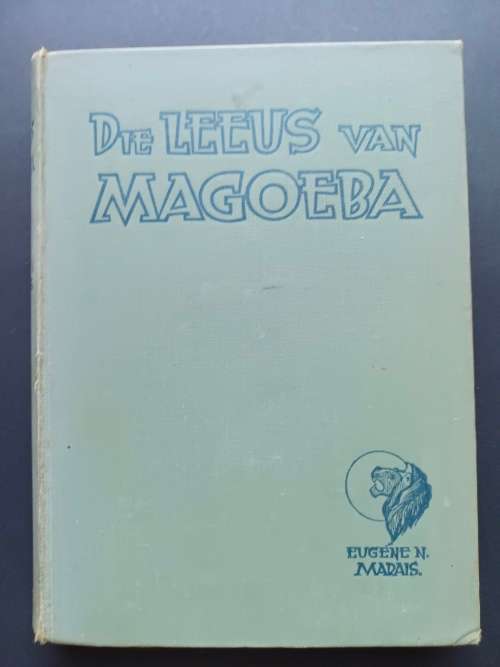 DIE LEEUS VAN
MAGOEBA
EUGENE N.
MARAIS.